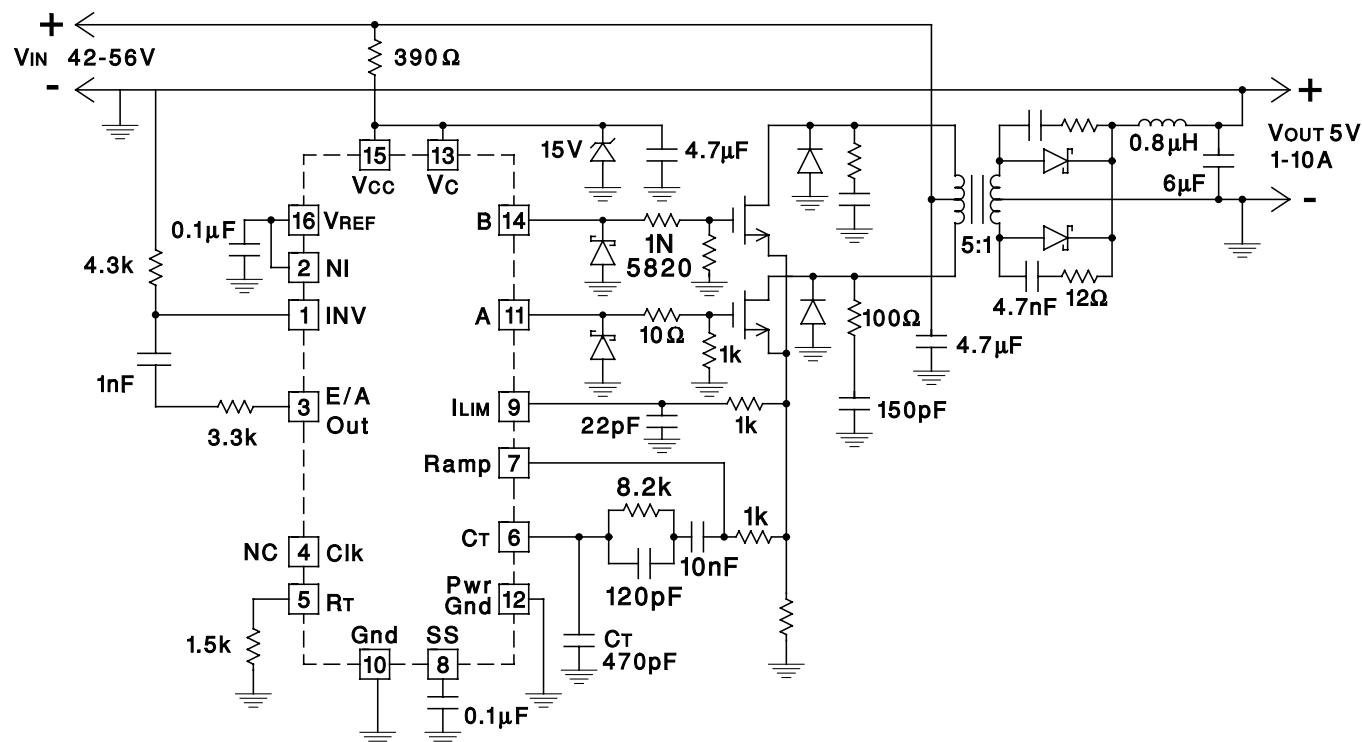 +
VIN 42-56V
-
390Ω
+
VOUT 5V
1-10A
-
15
VCC
13
VC
15V
4.7µF
0.8µH
6µF
16
VREF
0.1µF
2
NI
B
14
1N
5820
5:1
4.3k
1
INV
A
11
10Ω
1k
100Ω
4.7µF
4.7nF
12Ω
1nF
3
E/A
Out
3.3k
ILIM
9
22pF
1k
150pF
Ramp
7
8.2k
CT
6
1k
10nF
120pF
NC
4
Clk
5
RT
Pwr
Gnd
12
1.5k
Gnd
10
SS
8
CT
470pF
0.1µF